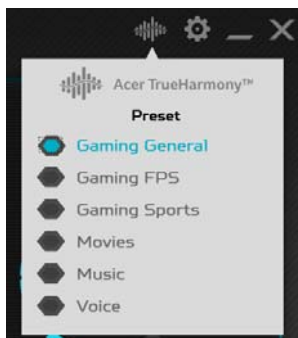 Acer TrueHarmony™
Preset
Gaming General
Gaming FPS
Gaming Sports
Movies
Music
Voice